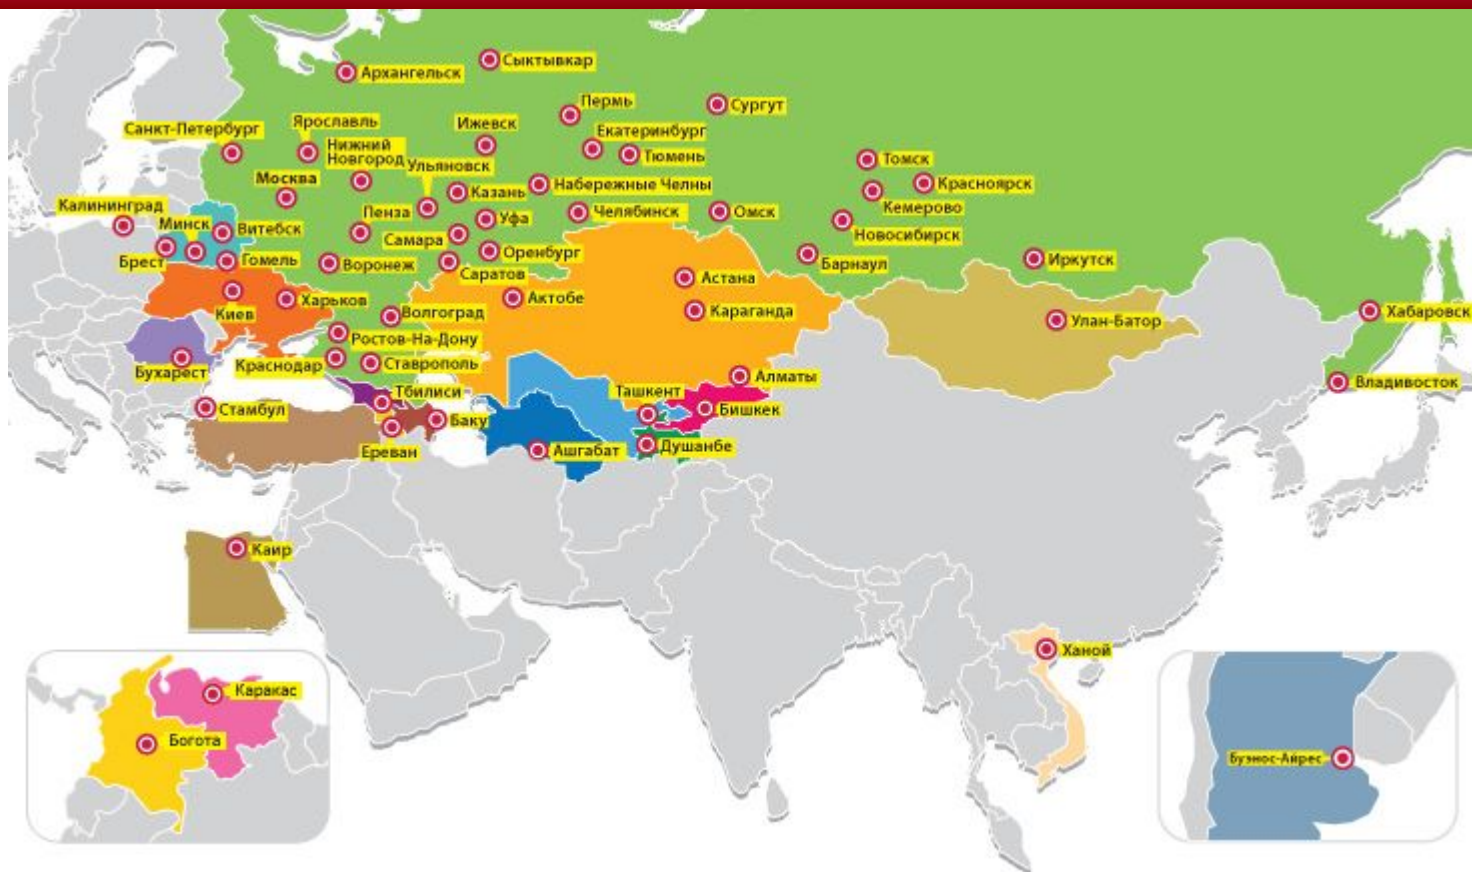 Сыктывкар
Архангельск
Пермь
Сургут
Ярославль
Санкт-Петербург
Ижевск
Екатеринбург
Нижний
Новгород
Ульяновск
Тюмень
Томск
Москва
Казань
Набережные Челны
Красноярск
Калининград
Пенза
Уфа
Челябинск
Омск
Кемерово
Минск
Витебск
Самара
Новосибирск
Брест
Гомель
Воронеж
Оренбург
Саратов
Барнаул
Иркутск
Астана
Харьков
Актобе
Киев
Волгоград
Караганда
Улан-Батор
Хабаровск
Ростов-На-Дону
Краснодар
Ставрополь
Бухарест
Алматы
Владивосток
Тбилиси
Ташкент
Стамбул
Баку
Бишкек
Ереван
Ашгабат
Душанбе
Каир
Ханой
Каракас
Богота
Буэнос-Айрес